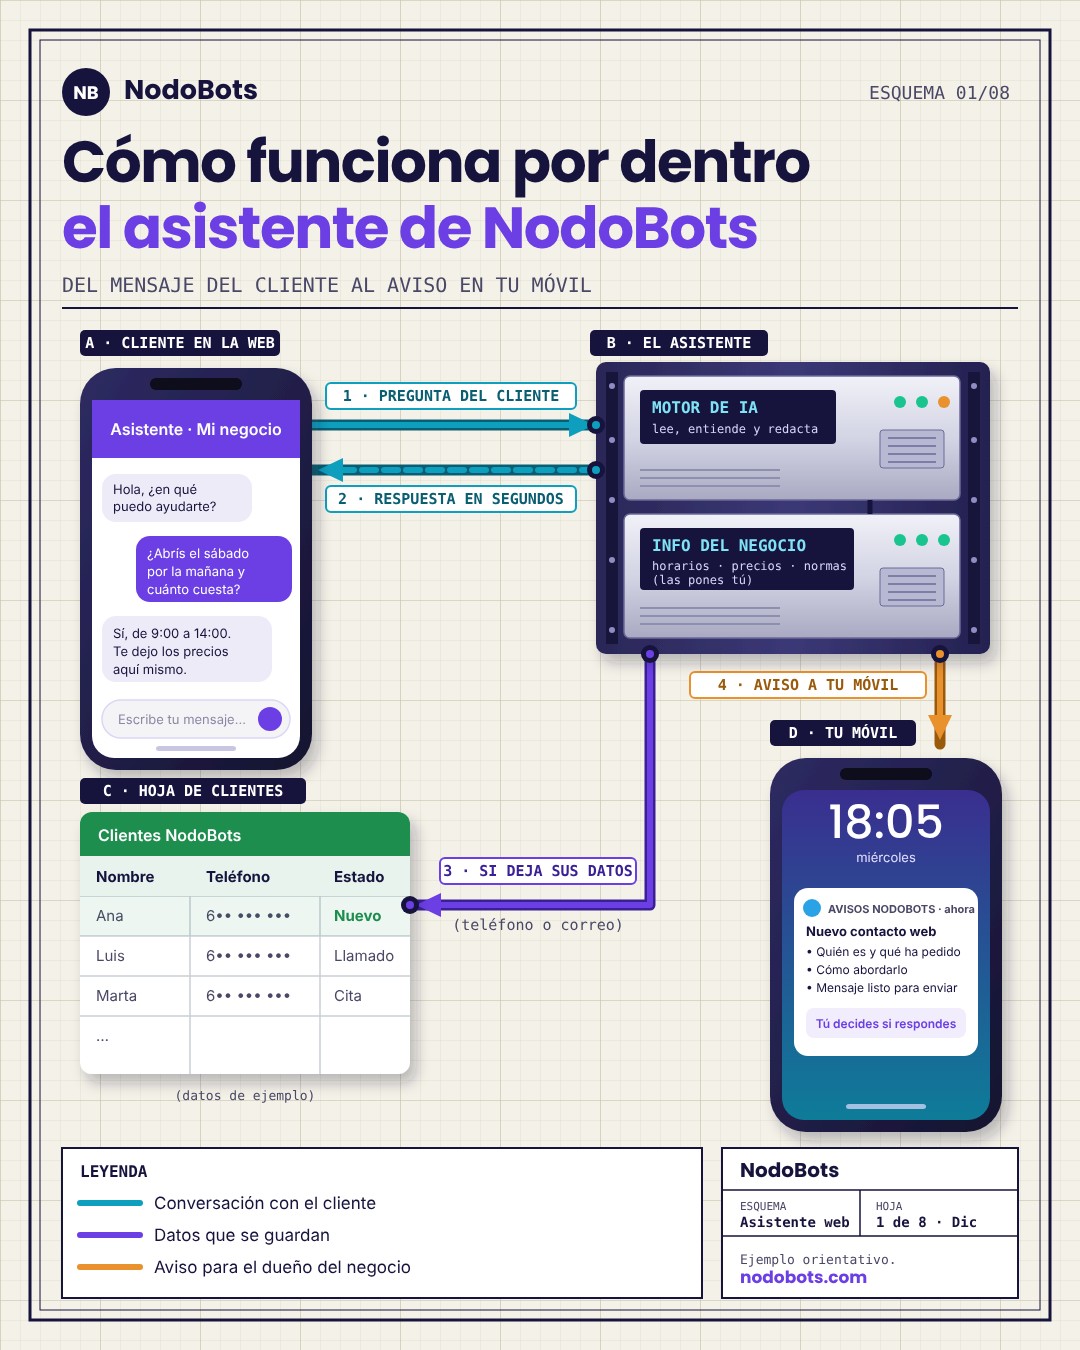 NB
NodoBots
ESQUEMA 01/08
Cómo funciona por dentro
el asistente de NodoBots
DEL MENSAJE DEL CLIENTE AL AVISO EN TU MÓVIL
A · CLIENTE EN LA WEB
Asistente · Mi negocio
Hola, ¿en qué
puedo ayudarte?
¿Abrís el sábado
por la mañana y
cuánto cuesta?
Sí, de 9:00 a 14:00.
Te dejo los precios
aquí mismo.
Escribe tu mensaje...
1 · PREGUNTA DEL CLIENTE
2 · RESPUESTA EN SEGUNDOS
B · EL ASISTENTE
MOTOR DE IA
lee, entiende y redacta
INFO DEL NEGOCIO
horarios · precios · normas
(las pones tú)
4 · AVISO A TU MÓVIL
D · TU MÓVIL
18:05
miércoles
AVISOS NODOBOTS · ahora
Nuevo contacto web
• Quién es y qué ha pedido
• Cómo abordarlo
• Mensaje listo para enviar
Tú decides si respondes
C · HOJA DE CLIENTES
Clientes NodoBots
Nombre Teléfono Estado
Ana 6•• ••• ••• Nuevo
Luis 6•• ••• ••• Llamado
Marta 6•• ••• ••• Cita
...
(datos de ejemplo)
3 · SI DEJA SUS DATOS
(teléfono o correo)
LEYENDA
Conversación con el cliente
Datos que se guardan
Aviso para el dueño del negocio
NodoBots
ESQUEMA HOJA
Asistente web 1 de 8 · Dic
Ejemplo orientativo.
nodobots.com